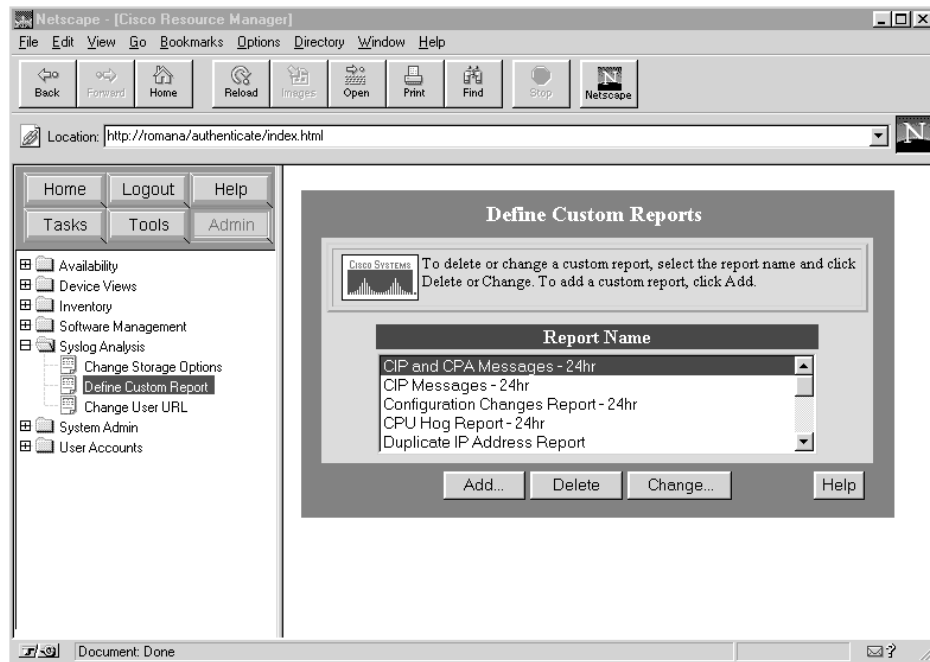 Netscape - [Cisco Resource Manager]
File Edit View Go Bookmarks Options Directory Window Help
Back Forward Home Reload Images Open Print Find Stop Netscape
Location: http://romana/authenticate/index.html
N
Home Logout Help
Tasks Tools Admin
Availability
Device Views
Inventory
Software Management
Syslog Analysis
Change Storage Options
Define Custom Report
Change User URL
System Admin
User Accounts
Define Custom Reports
CISCO SYSTEMS
To delete or change a custom report, select the report name and click
Delete or Change. To add a custom report, click Add.
Report Name
CIP and CPA Messages - 24hr
CIP Messages - 24hr
Configuration Changes Report - 24hr
CPU Hog Report - 24hr
Duplicate IP Address Report
Add... Delete Change... Help
Document: Done